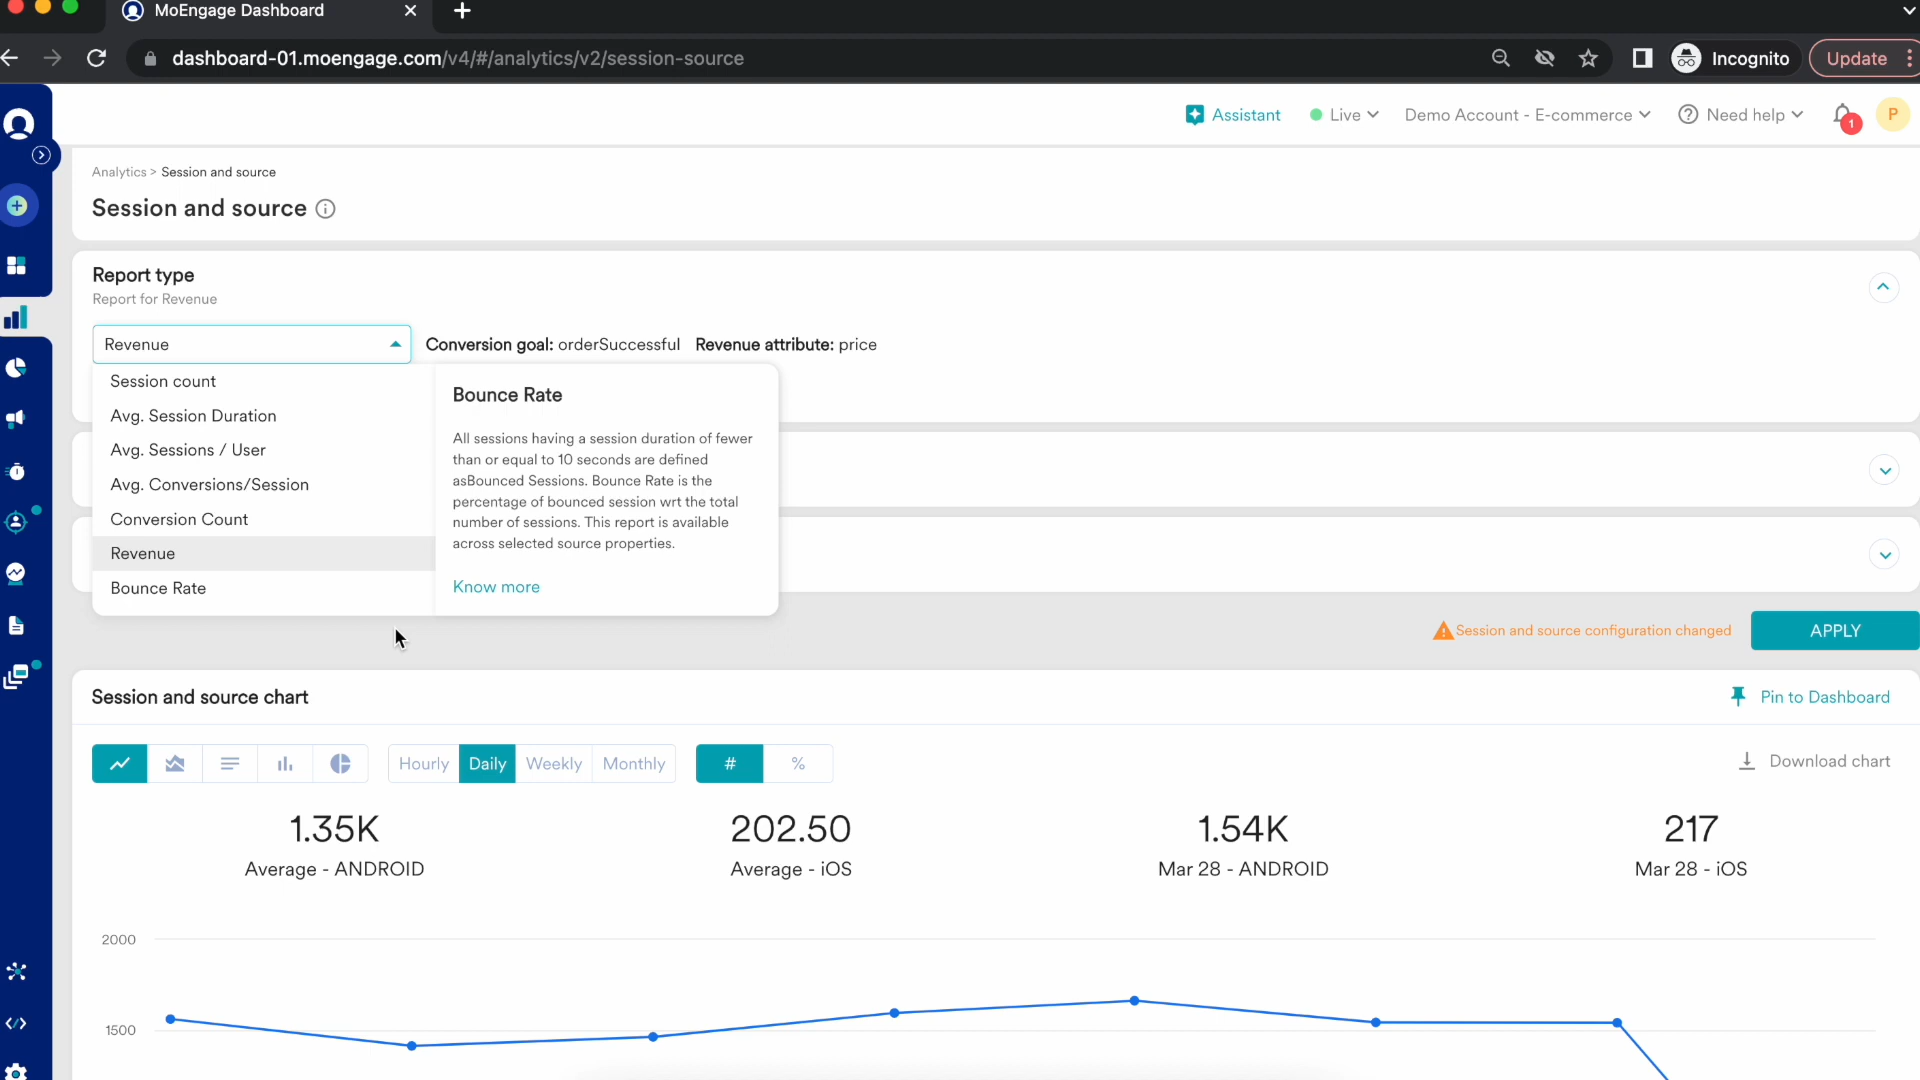 MoEngage Dashboard
dashboard-01.moengage.com/v4/#/analytics/v2/session-source
Incognito
Update
Assistant
Live
Demo Account - E-commerce
Need help
1
P
Analytics > Session and source
Session and source
Report type
Report for Revenue
Revenue
Conversion goal: orderSuccessful Revenue attribute: price
Session count
Avg. Session Duration
Avg. Sessions / User
Avg. Conversions/Session
Conversion Count
Revenue
Bounce Rate
Bounce Rate
All sessions having a session duration of fewer
than or equal to 10 seconds are defined
asBounced Sessions. Bounce Rate is the
percentage of bounced session wrt the total
number of sessions. This report is available
across selected source properties.
Know more
Session and source configuration changed
APPLY
Session and source chart
Pin to Dashboard
Hourly Daily Weekly Monthly
# %
Download chart
1.35K
Average - ANDROID
202.50
Average - iOS
1.54K
Mar 28 - ANDROID
217
Mar 28 - iOS
2000
1500